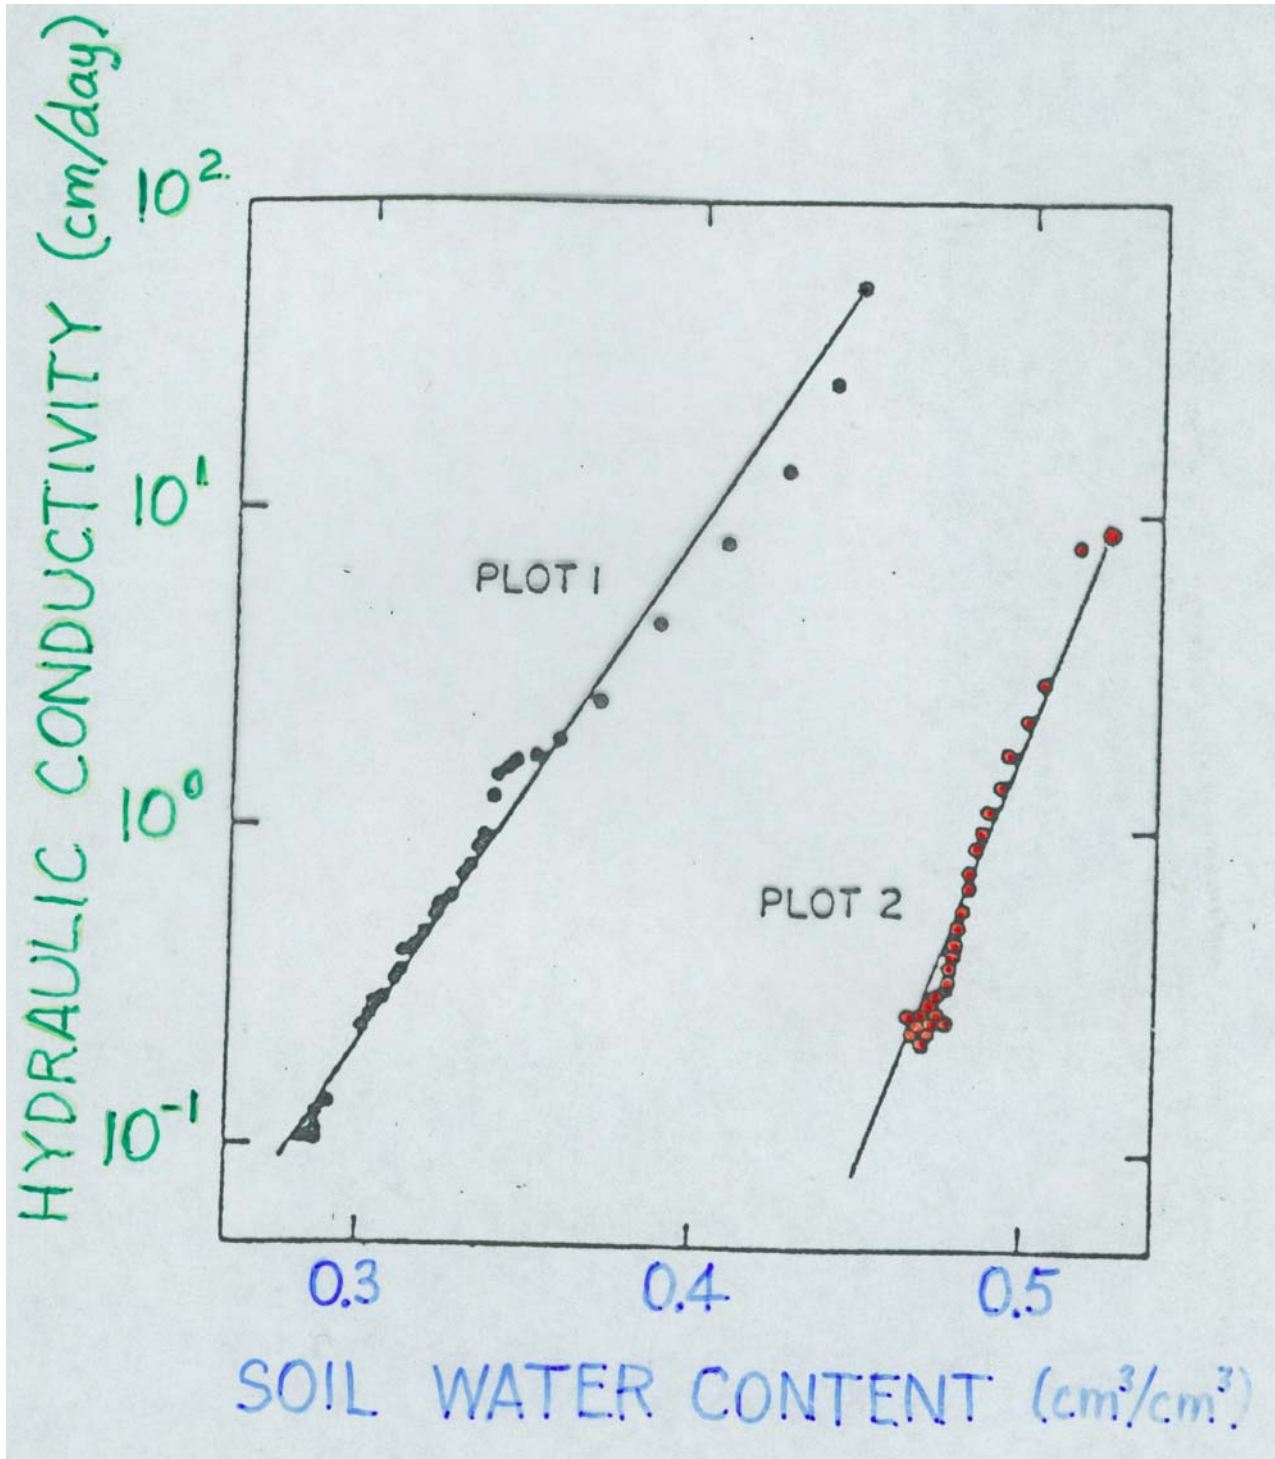 HYDRAULIC CONDUCTIVITY (cm/day)
10².
10¹
10⁰
10⁻¹
PLOT 1
PLOT 2
0.3 0.4 0.5
SOIL WATER CONTENT (cm³/cm³)